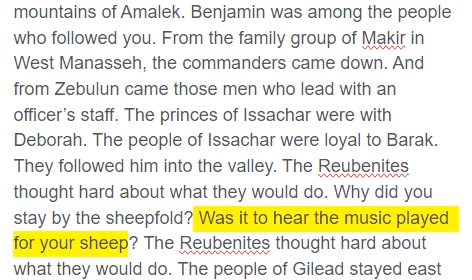 mountains of Amalek. Benjamin was among the people
who followed you. From the family group of Makir in
West Manasseh, the commanders came down. And
from Zebulun came those men who lead with an
officer’s staff. The princes of Issachar were with
Deborah. The people of Issachar were loyal to Barak.
They followed him into the valley. The Reubenites
thought hard about what they would do. Why did you
stay by the sheepfold? Was it to hear the music played
for your sheep? The Reubenites thought hard about
what they would do. The people of Gilead stayed east